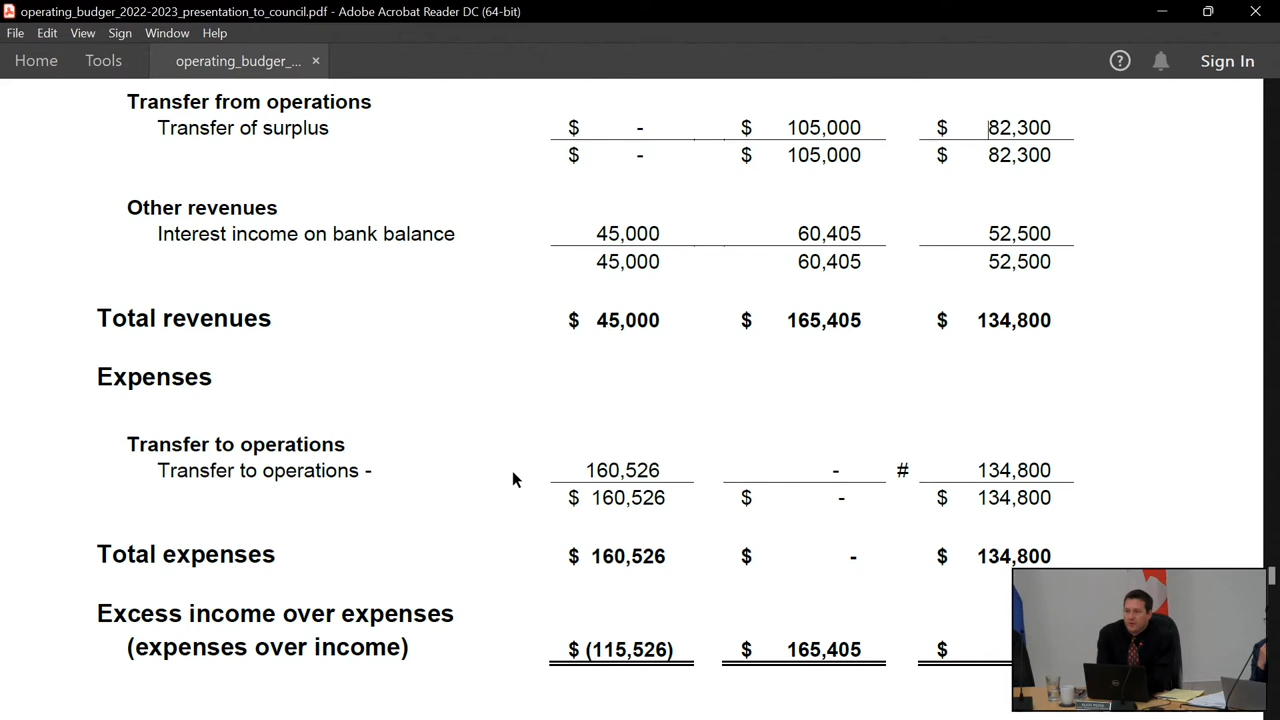 operating_budget_2022-2023_presentation_to_council.pdf - Adobe Acrobat Reader DC (64-bit)
File Edit View Sign Window Help
Home Tools operating_budget_... × ? Sign In
Transfer from operations
Transfer of surplus $ - $ 105,000 $ 82,300
$ - $ 105,000 $ 82,300
Other revenues
Interest income on bank balance 45,000 60,405 52,500
45,000 60,405 52,500
Total revenues $ 45,000 $ 165,405 $ 134,800
Expenses
Transfer to operations
Transfer to operations - 160,526 - # 134,800
$ 160,526 $ - $ 134,800
Total expenses $ 160,526 $ - $ 134,800
Excess income over expenses
(expenses over income) $ (115,526) $ 165,405 $